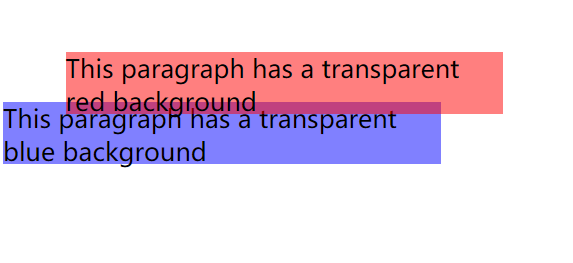 This paragraph has a transparent
red background
This paragraph has a transparent
blue background